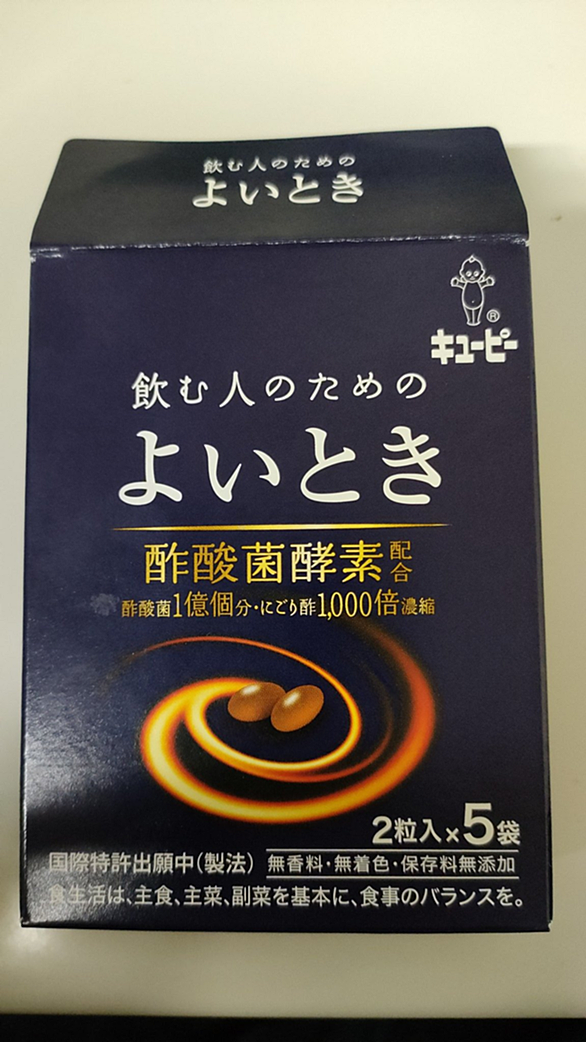 飲む人のための
よいとき
®
キユーピー
飲む人のための
よいとき
酢酸菌酵素配合
酢酸菌1億個分・にごり酢1,000倍濃縮
2粒入×5袋
国際特許出願中(製法) 無香料・無着色・保存料無添加
食生活は、主食、主菜、副菜を基本に、食事のバランスを。